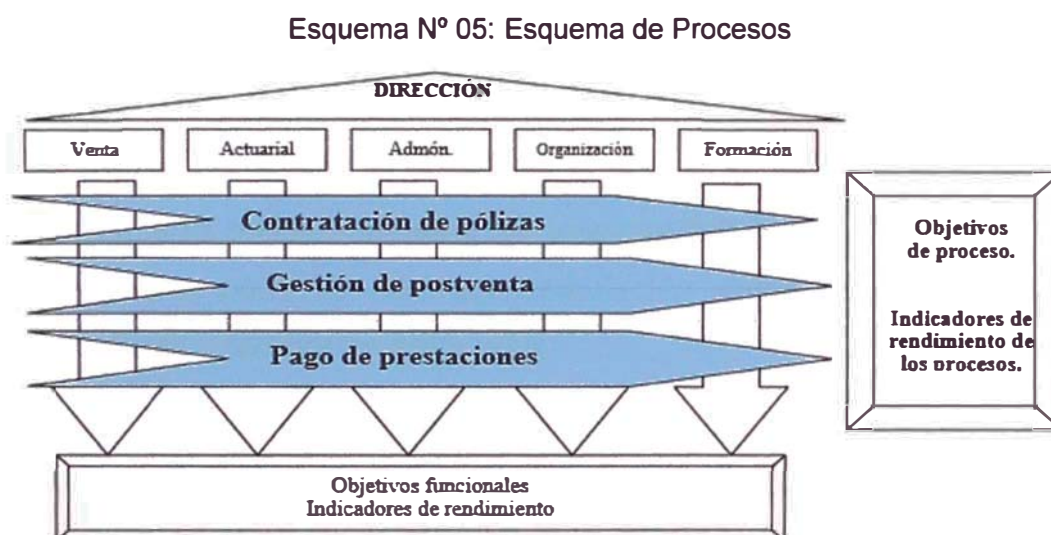 Esquema Nº 05: Esquema de Procesos
DIRECCIÓN
Venta
Actuarial
Admón.
Organización
Formación
Contratación de pólizas
Gestión de postventa
Pago de prestaciones
Objetivos
de proceso.
Indicadores de
rendimiento de
los procesos.
Objetivos funcionales
Indicadores de rendimiento